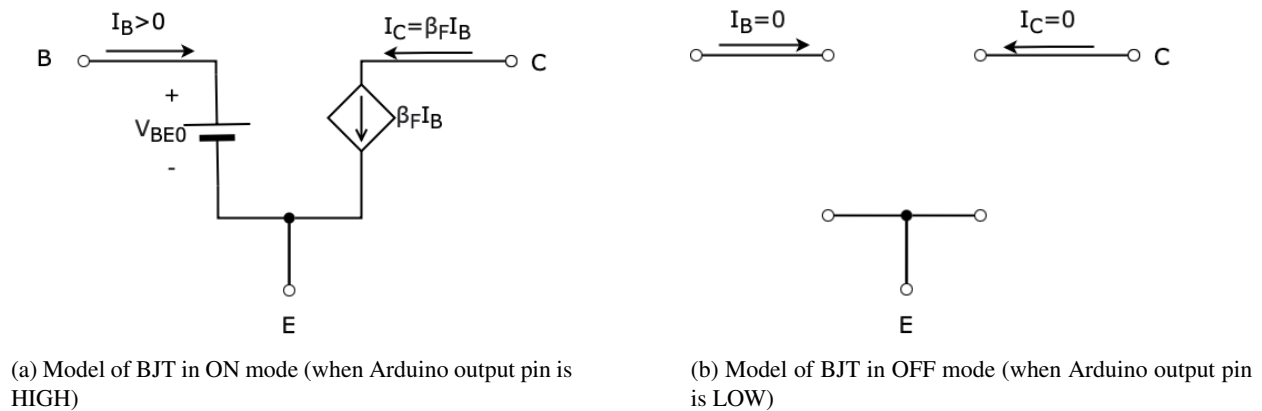 I_B>0
I_C=β_FI_B
B
C
+
V_BE0
-
β_FI_B
E
(a) Model of BJT in ON mode (when Arduino output pin is
HIGH)
I_B=0
I_C=0
C
E
(b) Model of BJT in OFF mode (when Arduino output pin
is LOW)